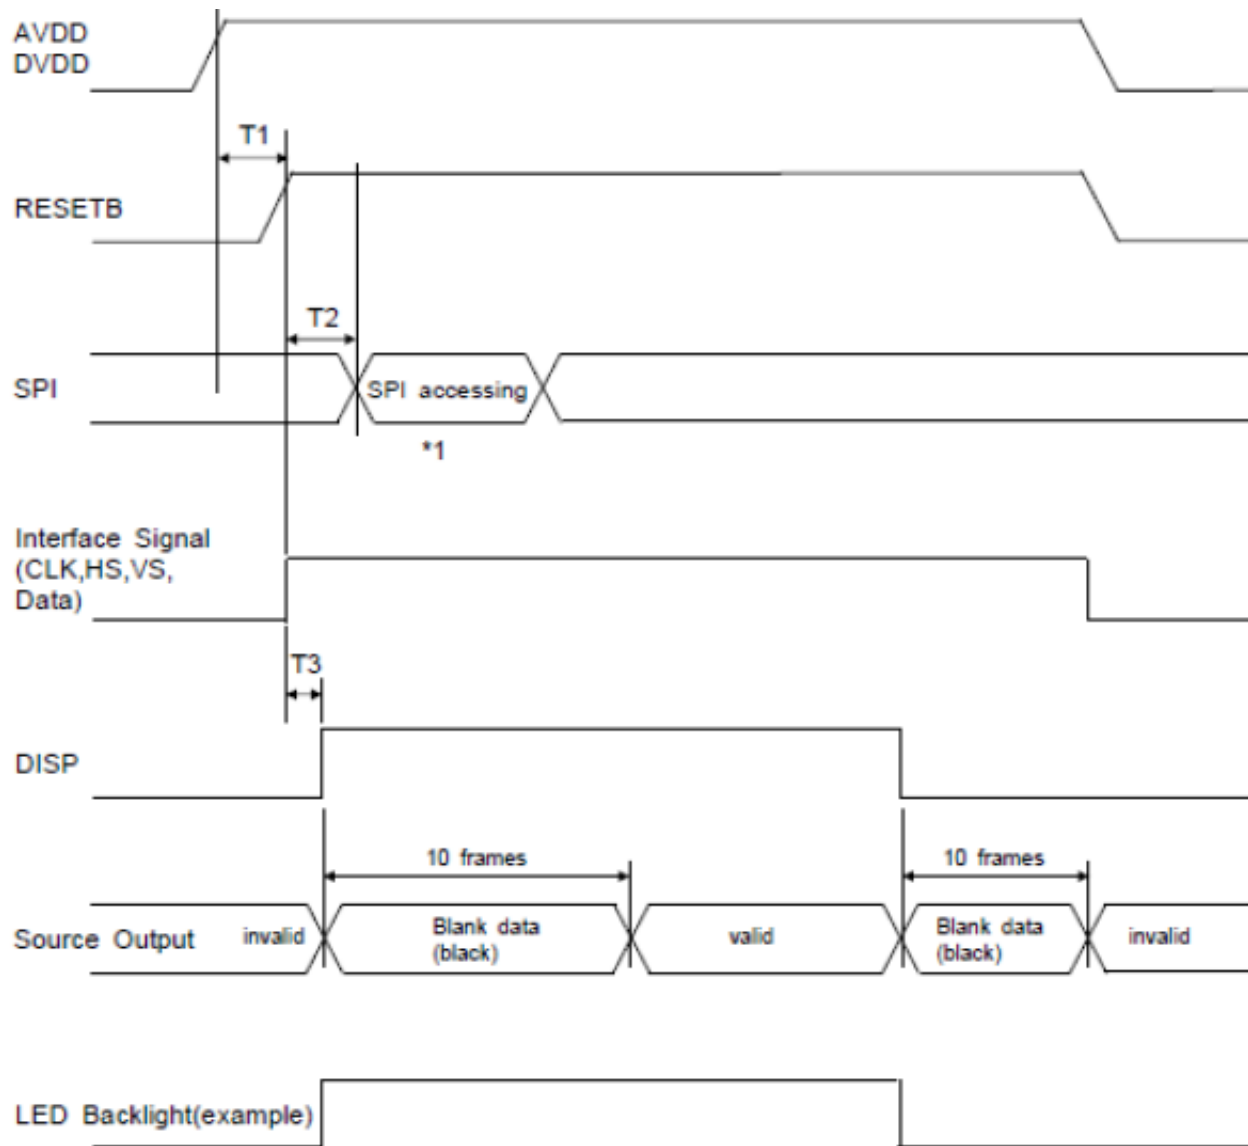 AVDD
DVDD
T1
RESETB
T2
SPI
SPI accessing
*1
Interface Signal
(CLK,HS,VS,
Data)
T3
DISP
10 frames
10 frames
Source Output
invalid
Blank data
(black)
valid
Blank data
(black)
invalid
LED Backlight(example)